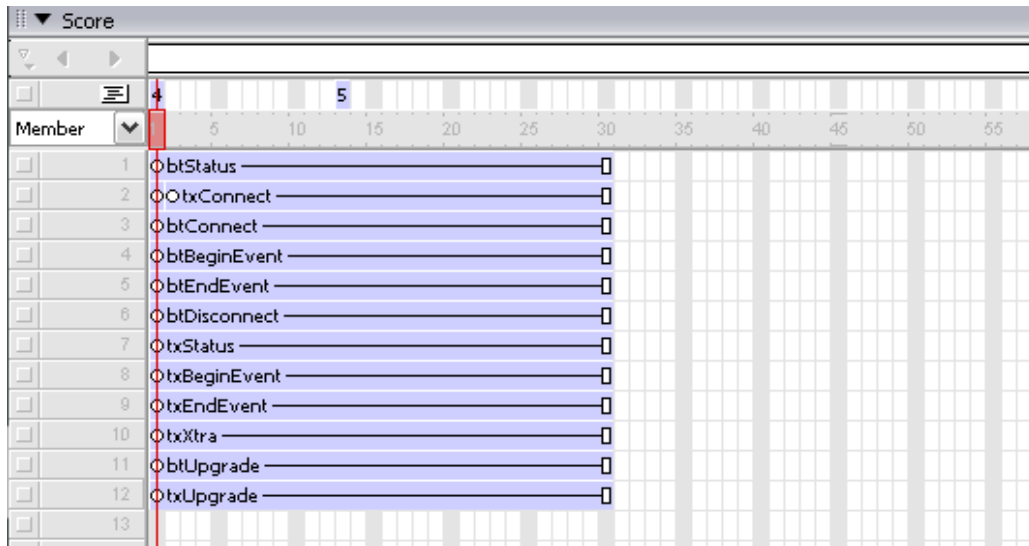 Score
4 5
Member 5 10 15 20 25 30 35 40 45 50 55
1 btStatus
2 txConnect
3 btConnect
4 btBeginEvent
5 btEndEvent
6 btDisconnect
7 txStatus
8 txBeginEvent
9 txEndEvent
10 txXtra
11 btUpgrade
12 txUpgrade
13